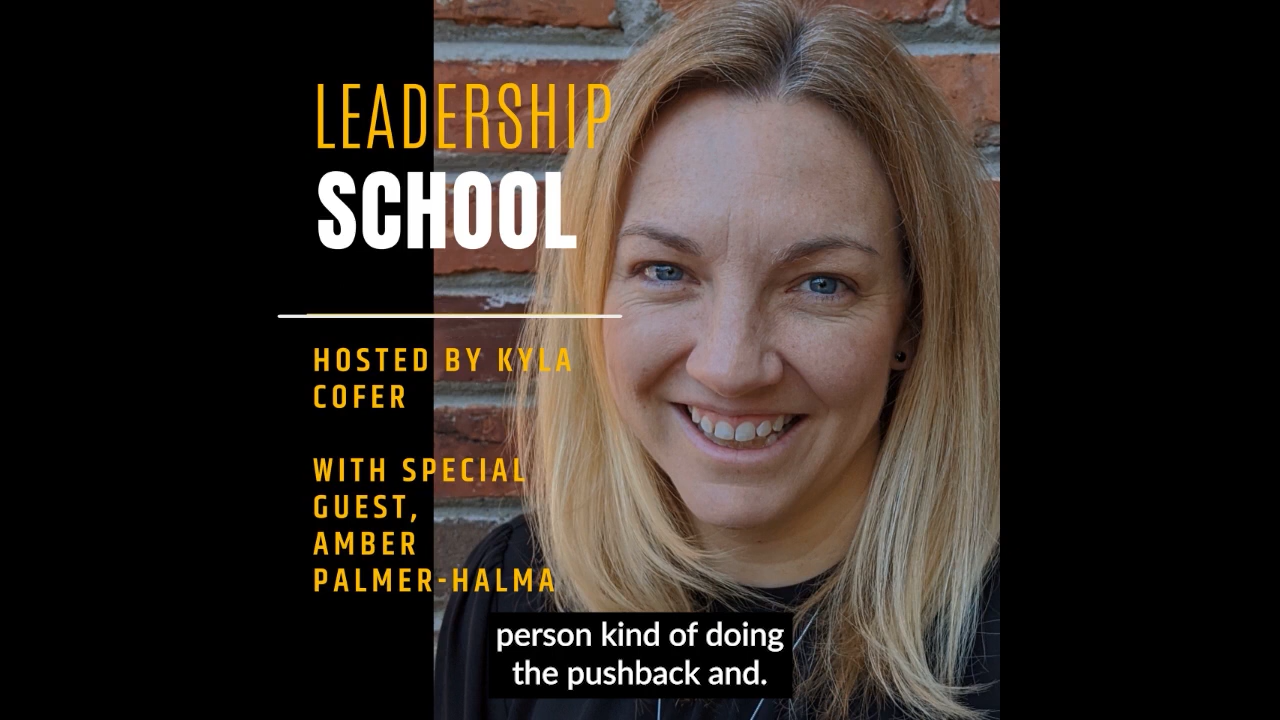 LEADERSHIP
SCHOOL
HOSTED BY KYLA
COFER
WITH SPECIAL
GUEST,
AMBER
PALMER-HALMA
person kind of doing
the pushback and.